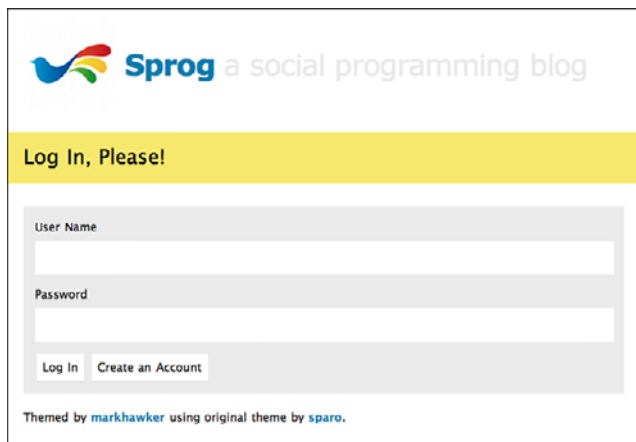 Sprog a social programming blog
Log In, Please!
User Name
Password
Log In Create an Account
Themed by markhawker using original theme by sparo.